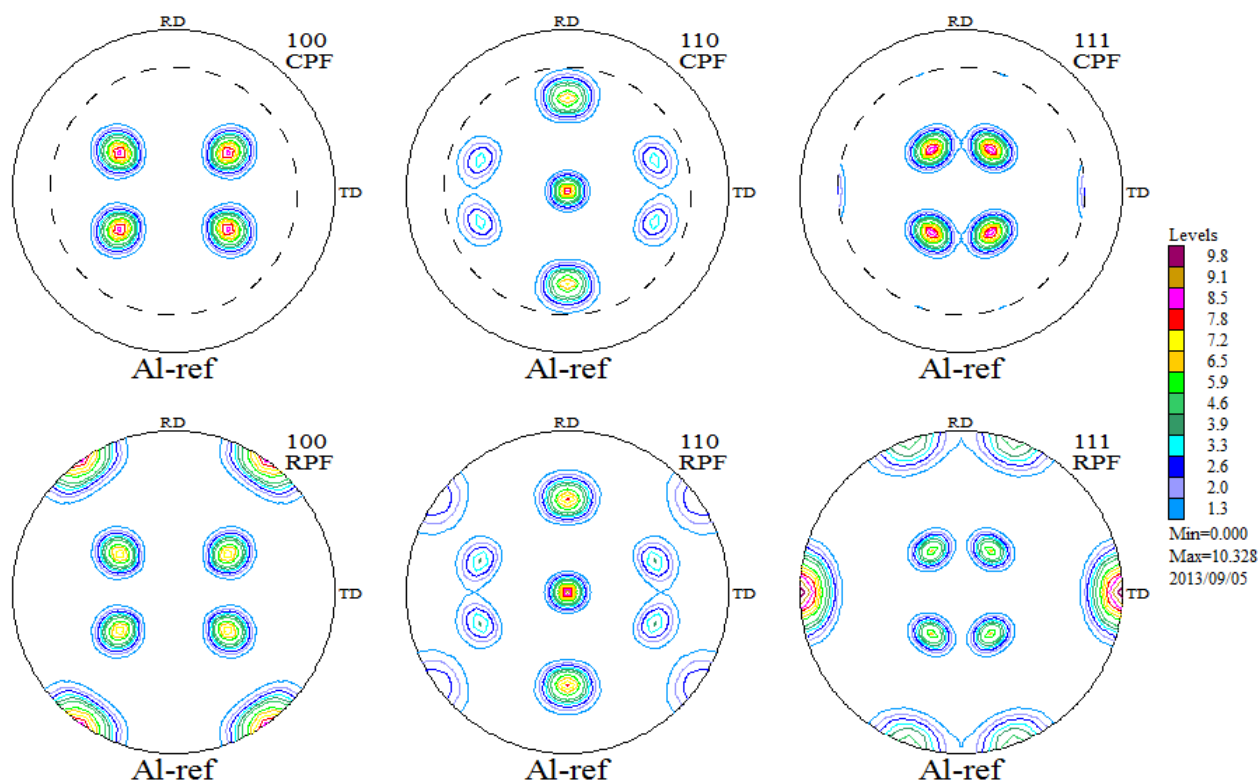 RD
100
CPF
TD
Al-ref
RD
110
CPF
TD
Al-ref
RD
111
CPF
TD
Al-ref
RD
100
RPF
TD
Al-ref
RD
110
RPF
TD
Al-ref
RD
111
RPF
TD
Al-ref
Levels
9.8
9.1
8.5
7.8
7.2
6.5
5.9
4.6
3.9
3.3
2.6
2.0
1.3
Min=0.000
Max=10.328
2013/09/05